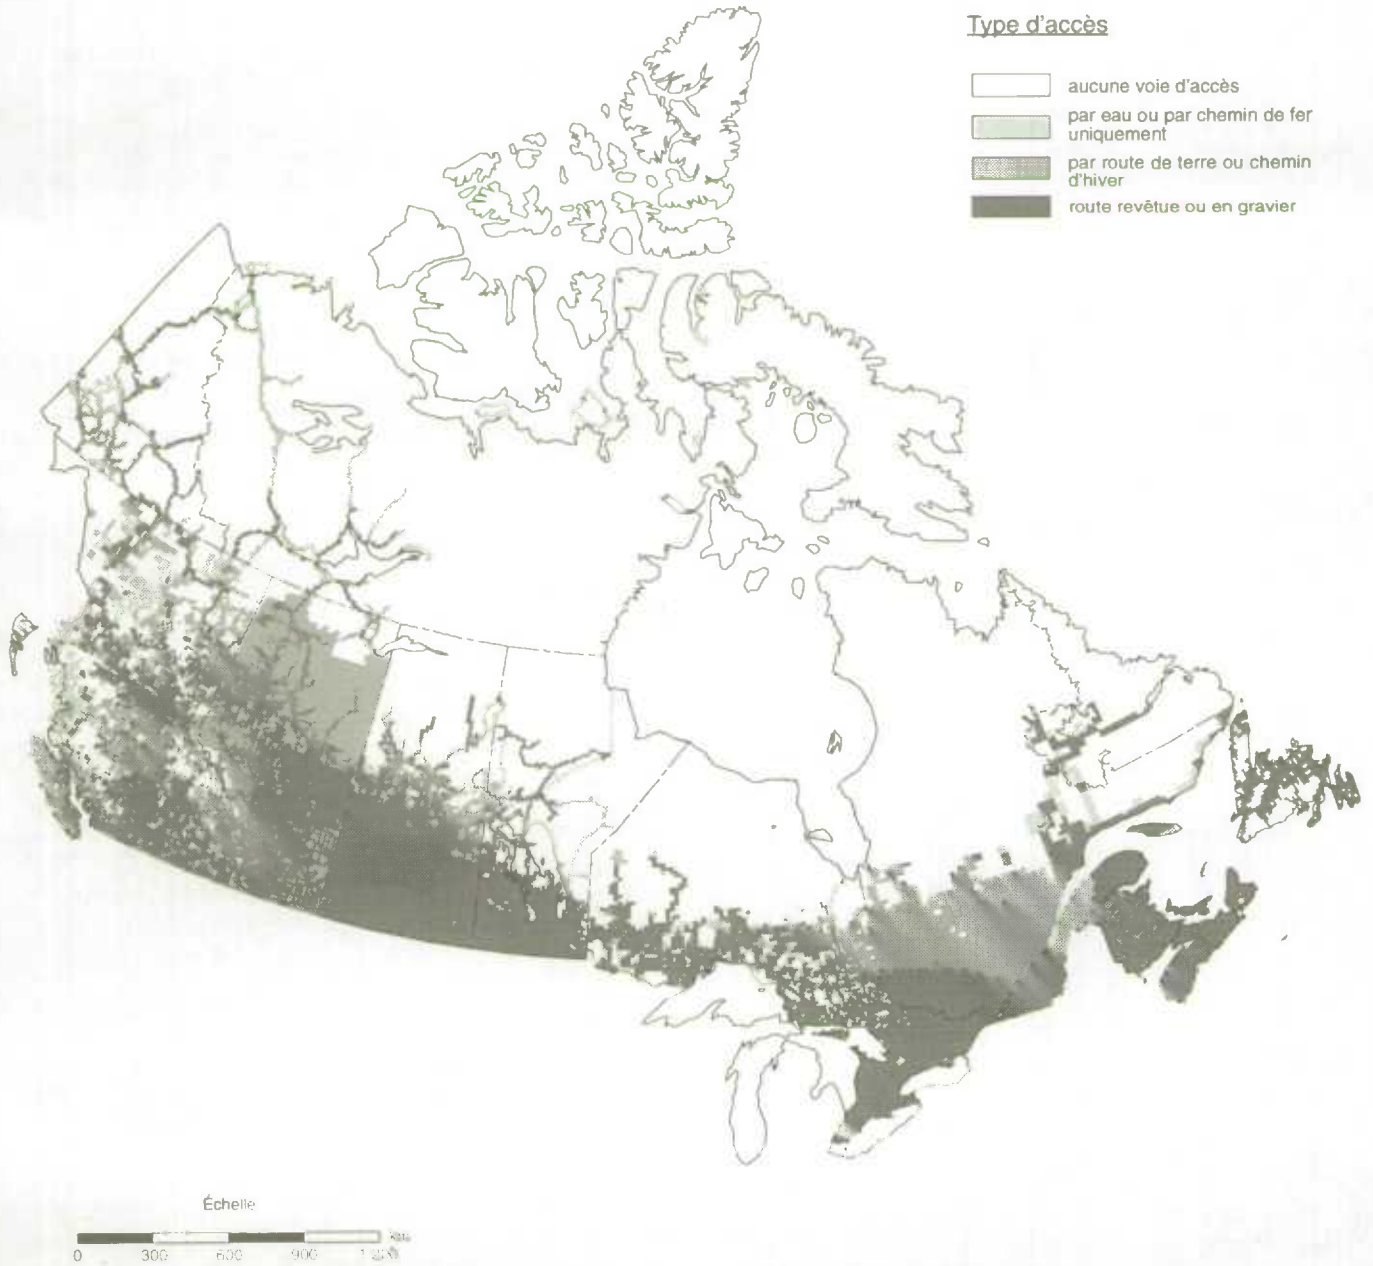 Type d'accès
aucune voie d'accès
par eau ou par chemin de fer
uniquement
par route de terre ou chemin
d'hiver
route revêtue ou en gravier
Échelle
0 300 600 900